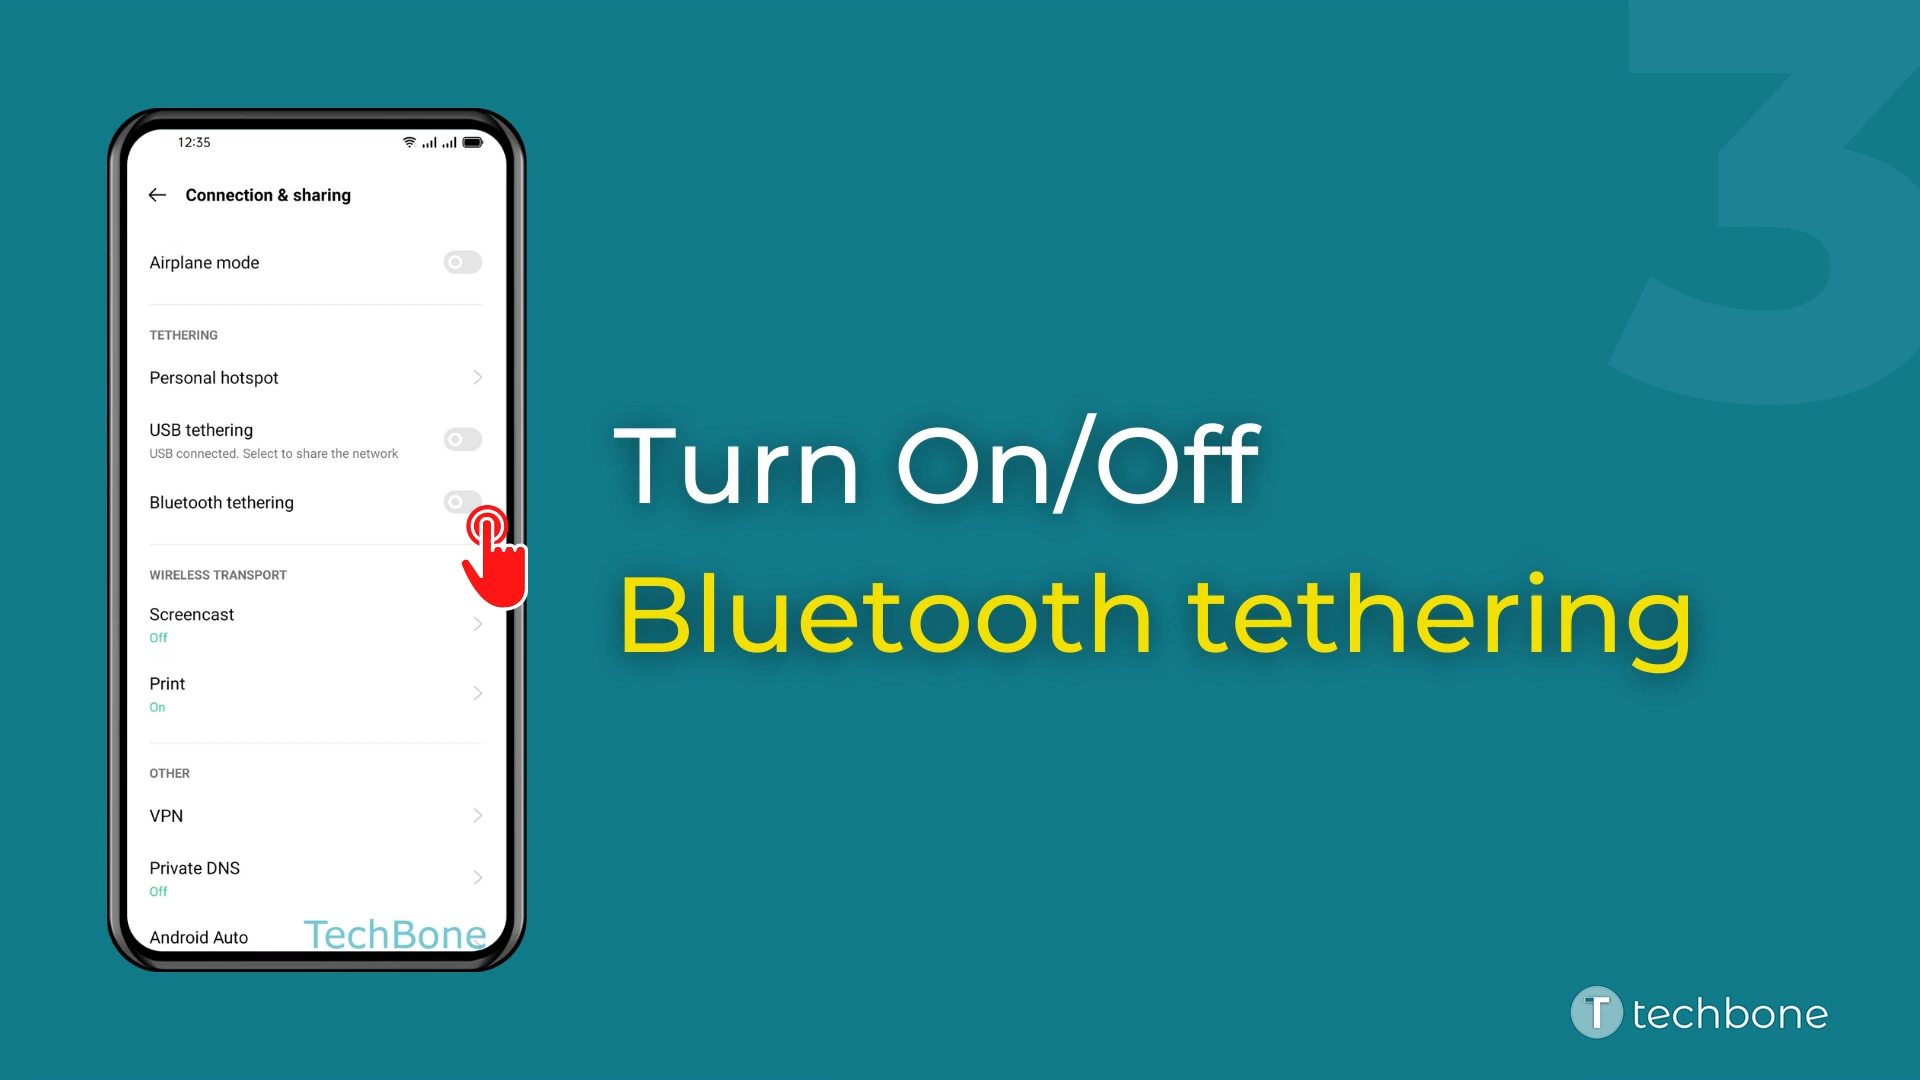 3
12:35
Connection & sharing
Airplane mode
TETHERING
Personal hotspot
USB tethering
USB connected. Select to share the network
Bluetooth tethering
WIRELESS TRANSPORT
Screencast
Off
Print
On
OTHER
VPN
Private DNS
Off
Android Auto
TechBone
Turn On/Off
Bluetooth tethering
T techbone